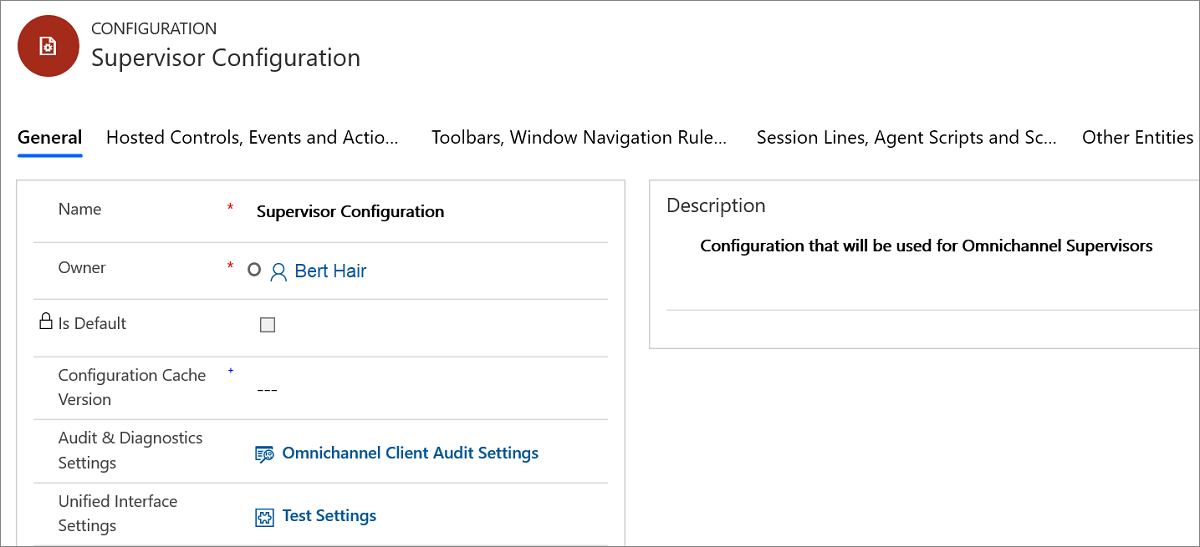 CONFIGURATION
Supervisor Configuration
General Hosted Controls, Events and Actio... Toolbars, Window Navigation Rule... Session Lines, Agent Scripts and Sc... Other Entities
Name * Supervisor Configuration
Owner * Bert Hair
Is Default
Configuration Cache +
Version ---
Audit & Diagnostics
Settings Omnichannel Client Audit Settings
Unified Interface
Settings Test Settings
Description
Configuration that will be used for Omnichannel Supervisors